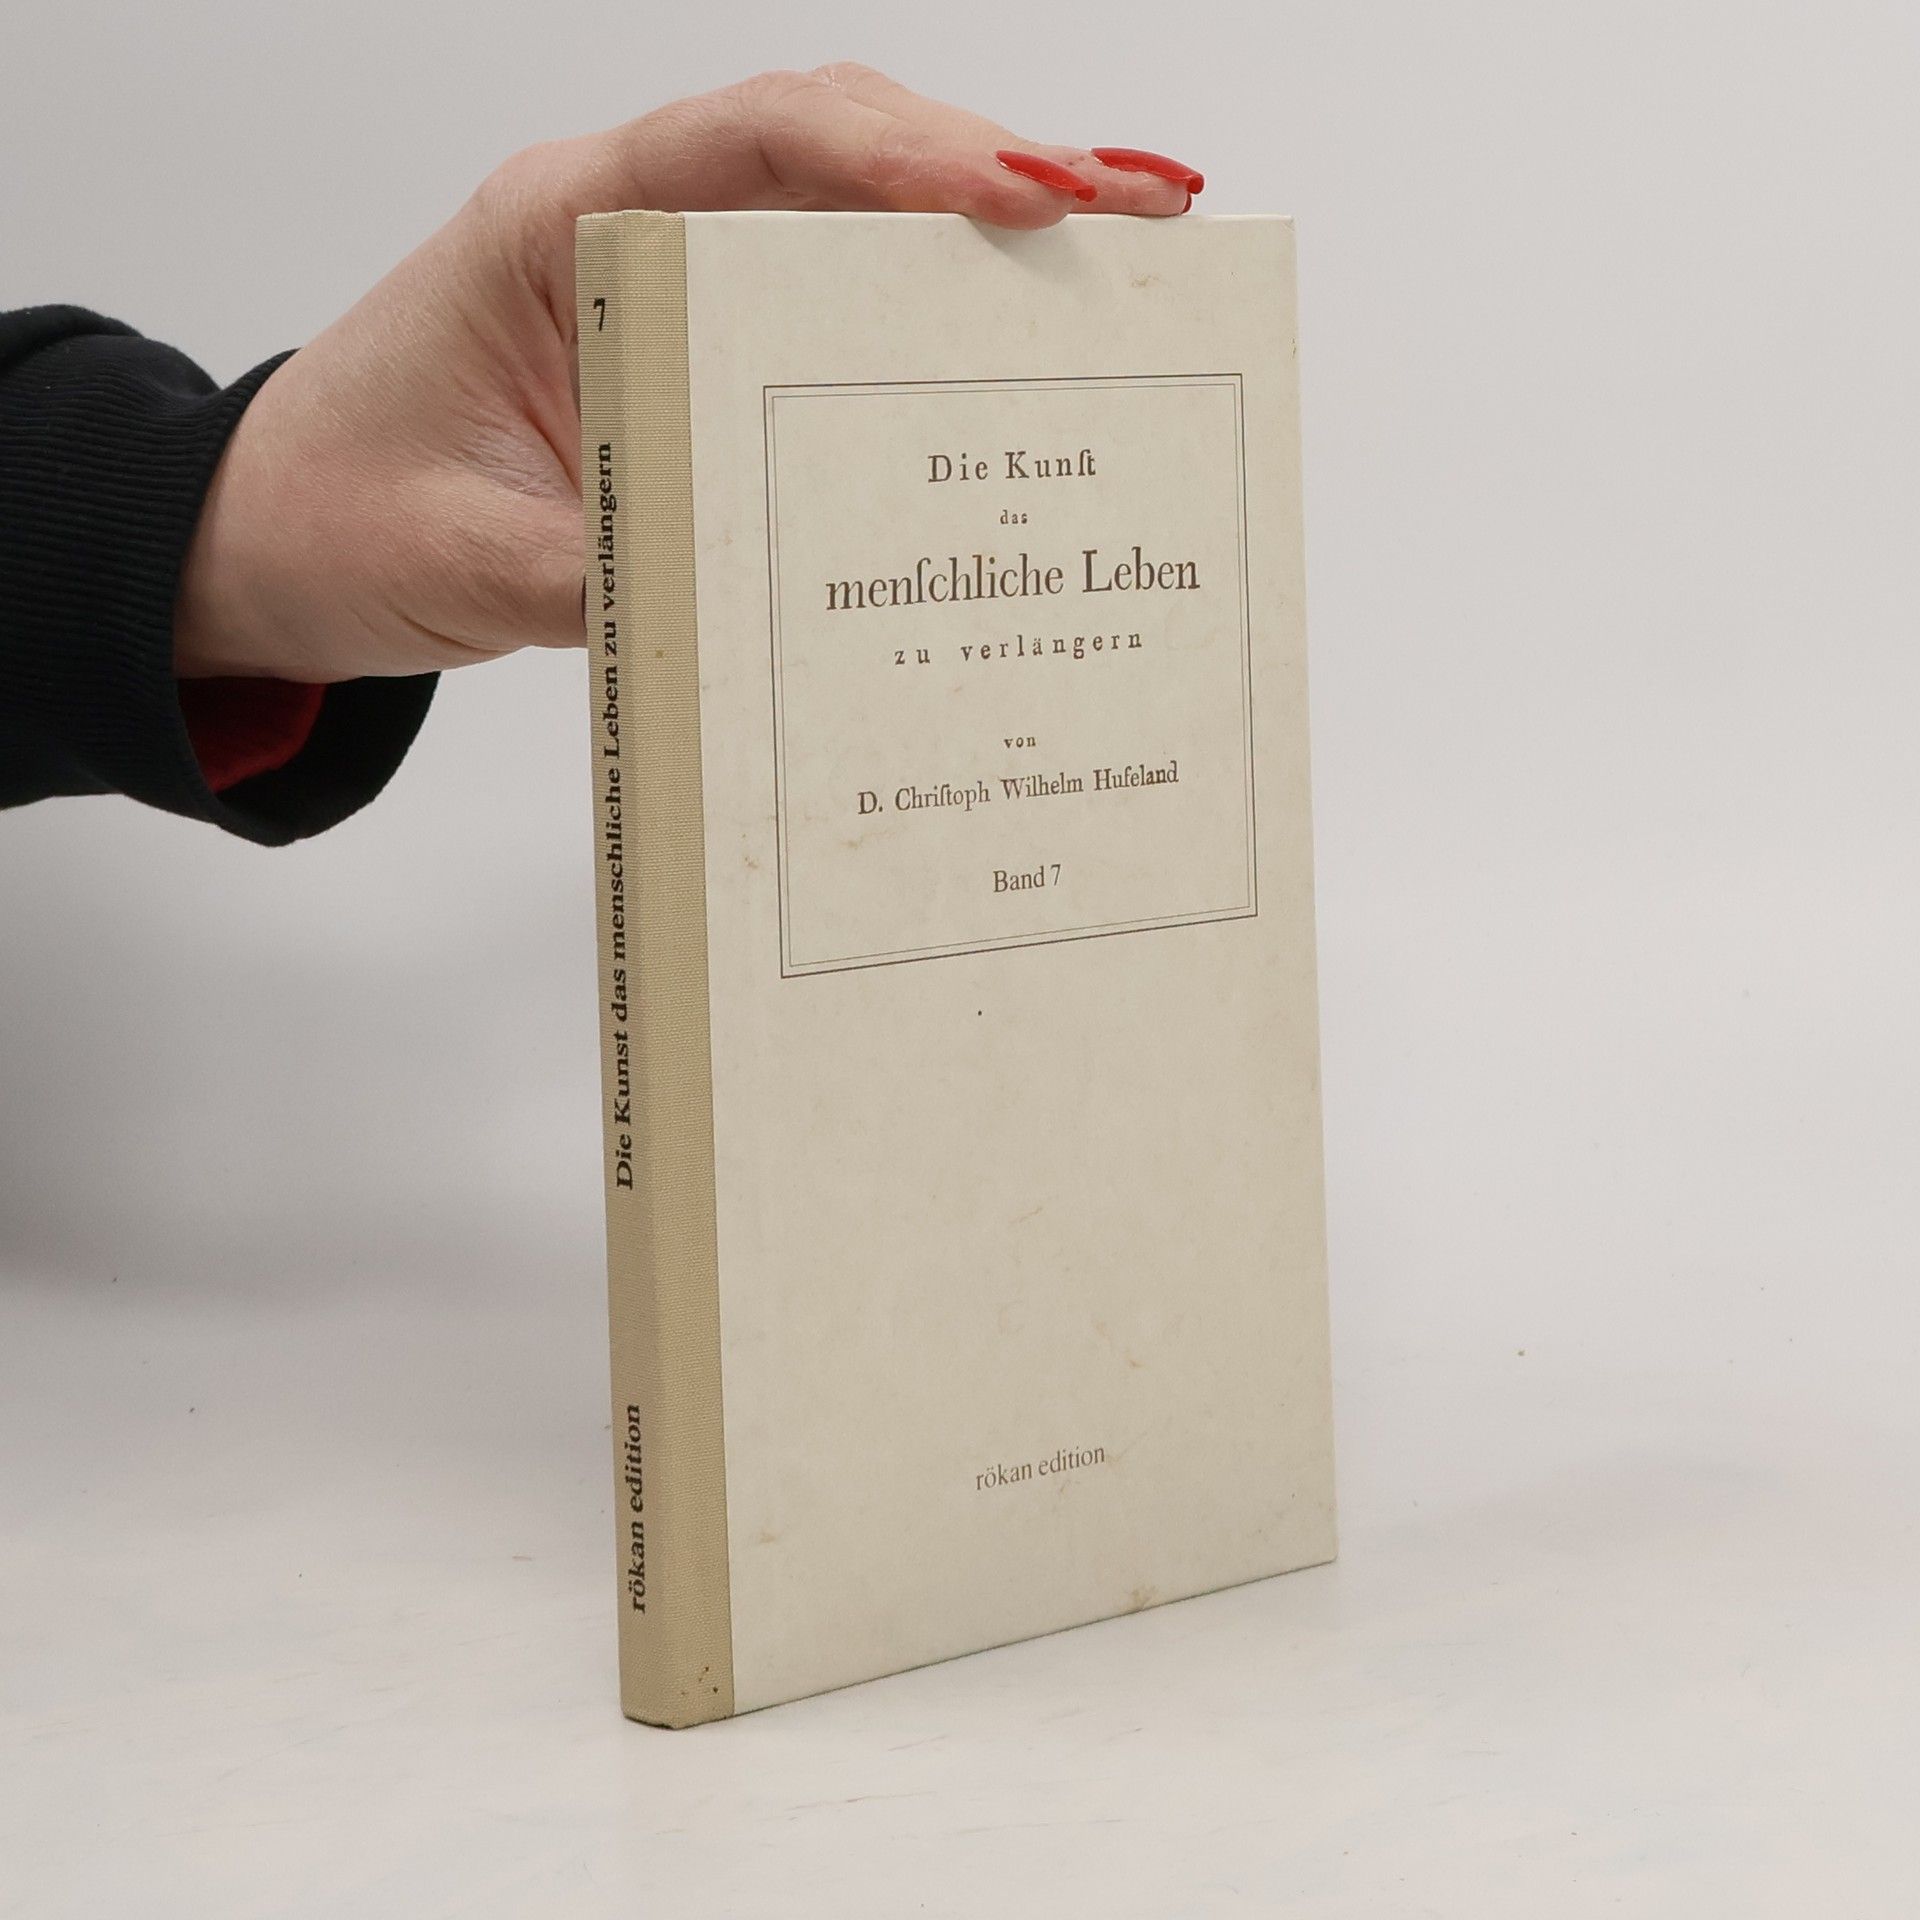 7
Die Kunst das menschliche Leben zu verlängern
rökan edition
Die Kunſt
das
menſchliche Leben
zu verlängern
von
D. Chriſtoph Wilhelm Hufeland
Band 7
rökan edition